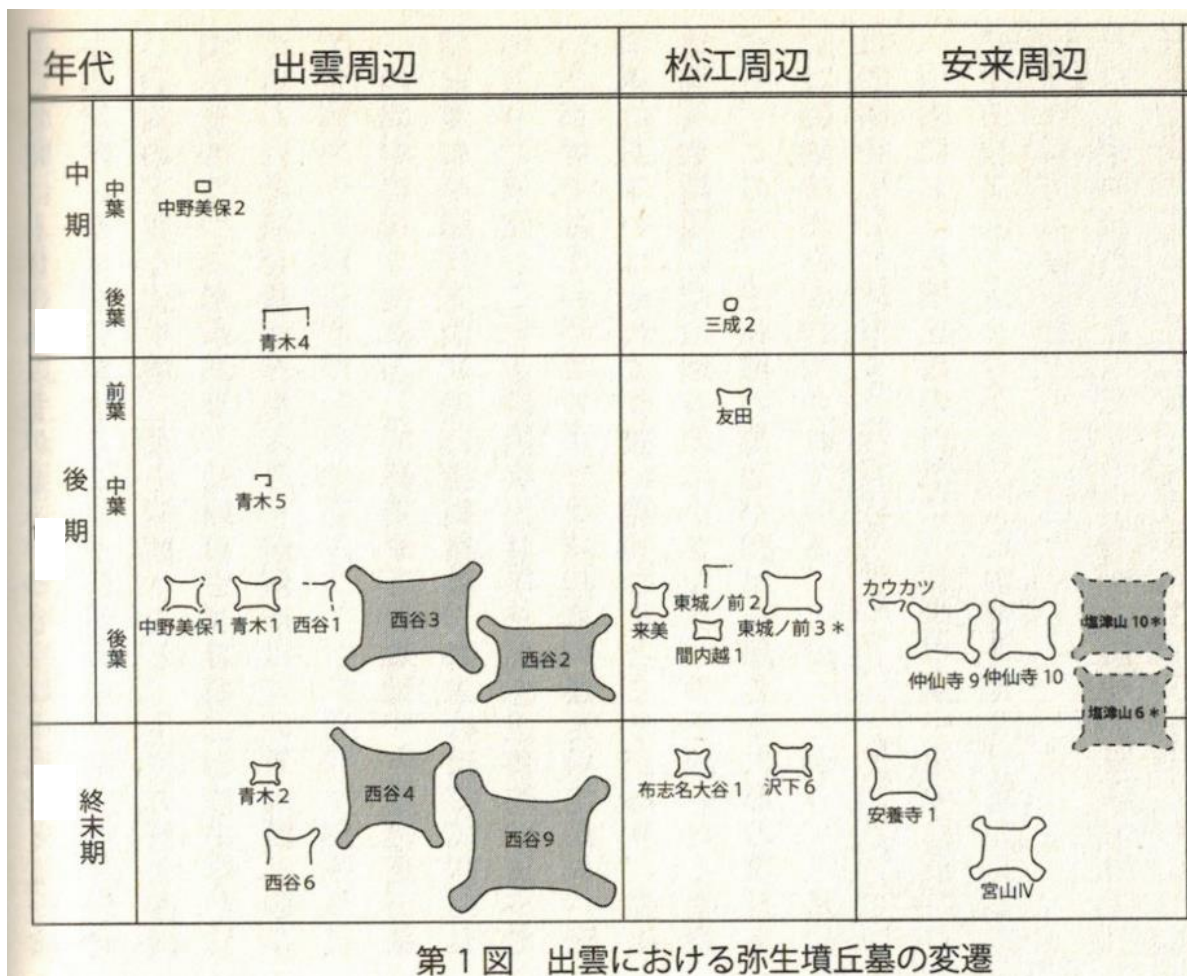 年代
出雲周辺
松江周辺
安来周辺
中期
中葉
中野美保2
後葉
青木4
三成2
後期
前葉
友田
中葉
青木5
後葉
中野美保1
青木1
西谷1
西谷3
西谷2
来美
東城ノ前2
間内越1
東城ノ前3＊
カウカツ
仲仙寺9
仲仙寺10
塩津山10＊
塩津山6＊
終末期
青木2
西谷6
西谷4
西谷9
布志名大谷1
沢下6
安養寺1
宮山Ⅳ
第1図　出雲における弥生墳丘墓の変遷